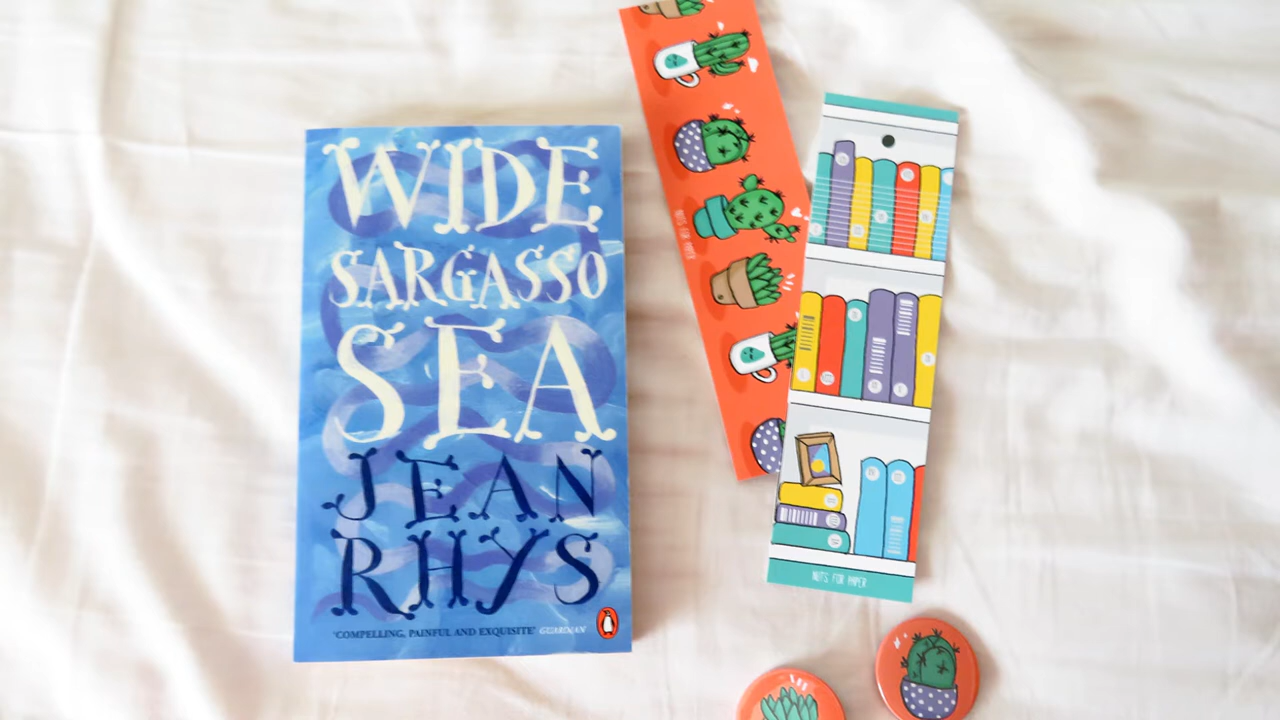 WIDE
SARGASSO
SEA
JEAN
RHYS
'COMPELLING, PAINFUL AND EXQUISITE' GUARDIAN
NUTS FOR PAPER
NUTS FOR PAPER